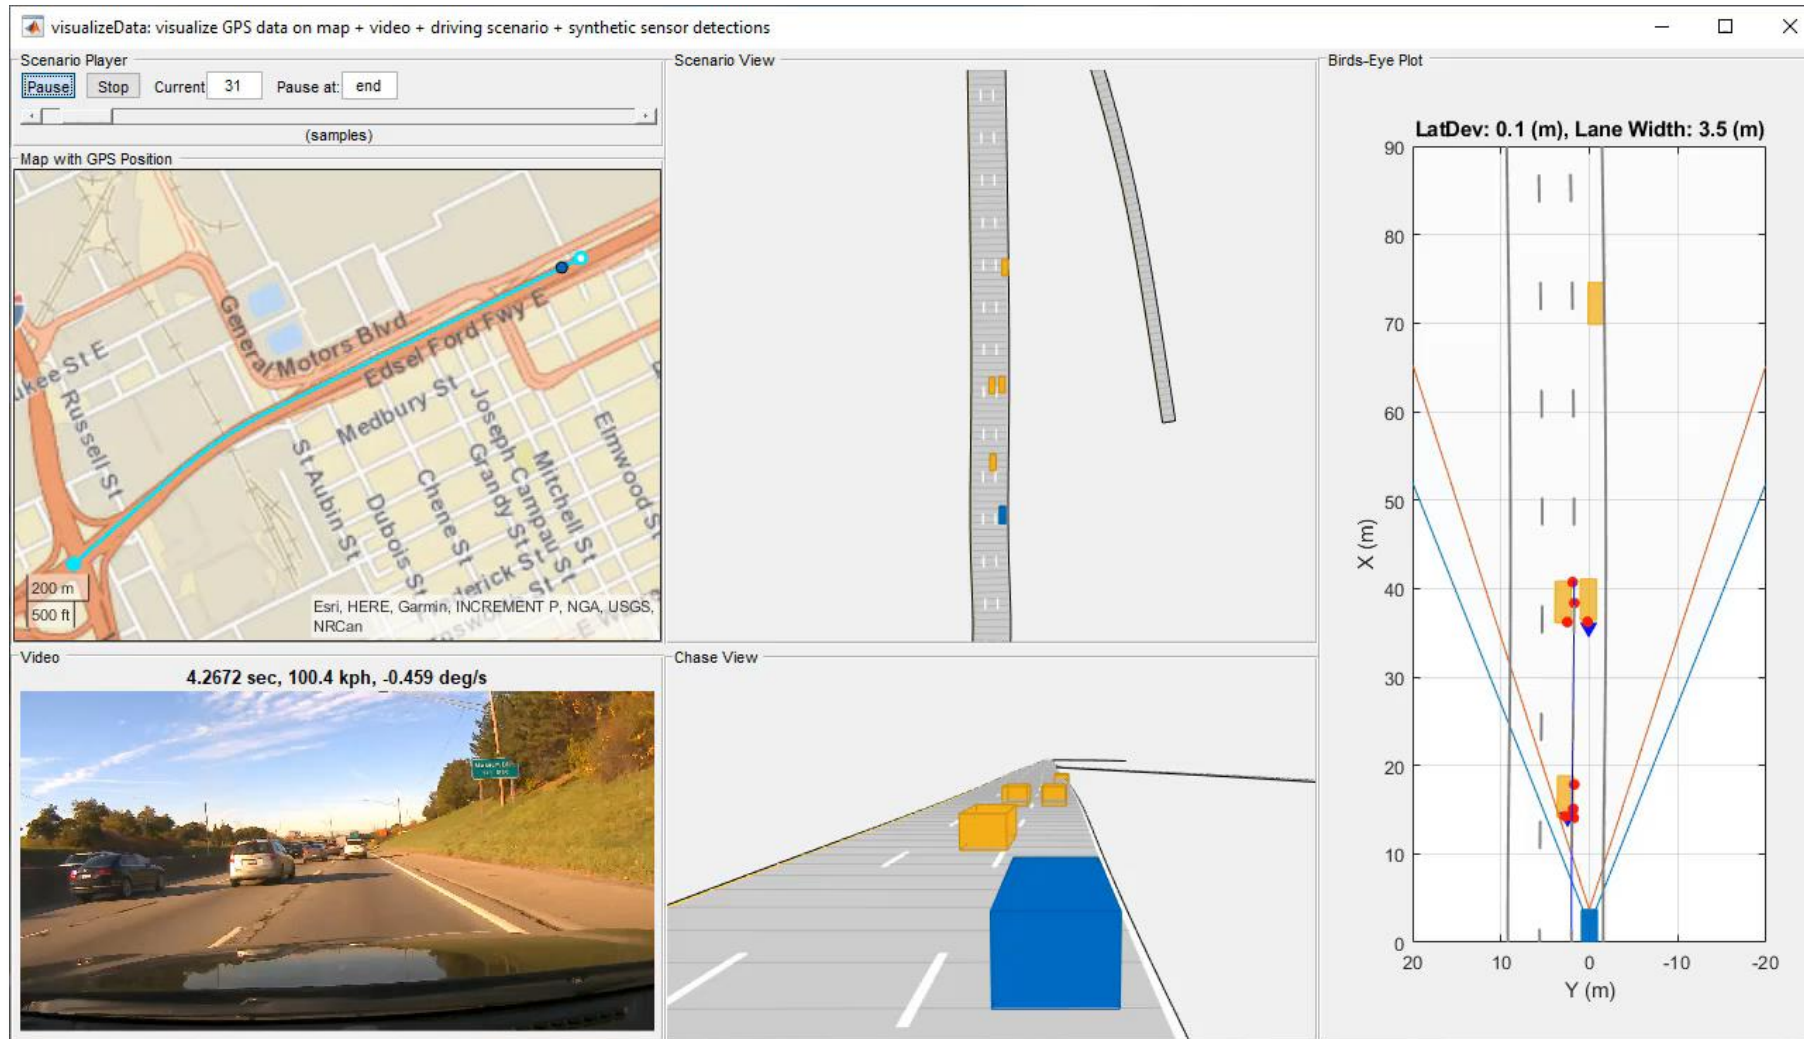 visualizeData: visualize GPS data on map + video + driving scenario + synthetic sensor detections
Scenario Player
Pause
Stop
Current
31
Pause at:
end
(samples)
Map with GPS Position
General Motors Blvd
Edsel Ford Fwy E
ukee St E
Russell St
Medbury St
St Aubin St
Dubois St
Chene St
Grandy St
Joseph Campau St
Mitchell St
Elmwood St
Frederick St
200 m
500 ft
Esri, HERE, Garmin, INCREMENT P, NGA, USGS,
NRCan
Video
4.2672 sec, 100.4 kph, -0.459 deg/s
Scenario View
Chase View
Birds-Eye Plot
LatDev: 0.1 (m), Lane Width: 3.5 (m)
90
80
70
60
50
40
30
20
10
0
X (m)
20
10
0
-10
-20
Y (m)